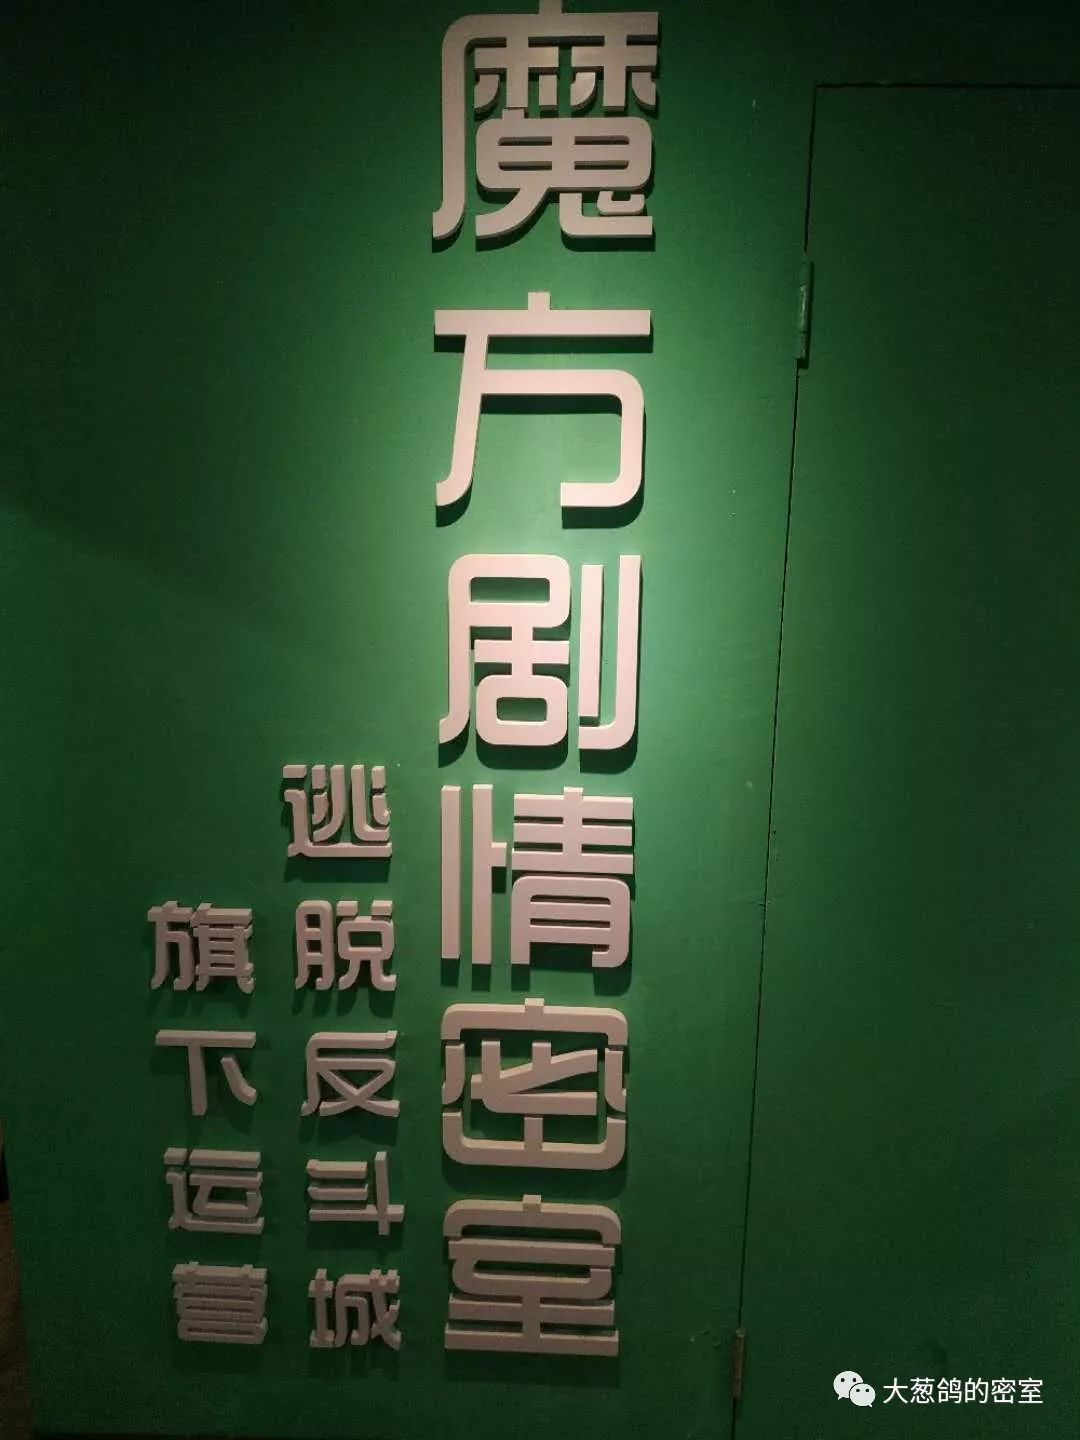 魔方剧情密室
逃脱反斗城
旗下运营
大葱鸽的密室